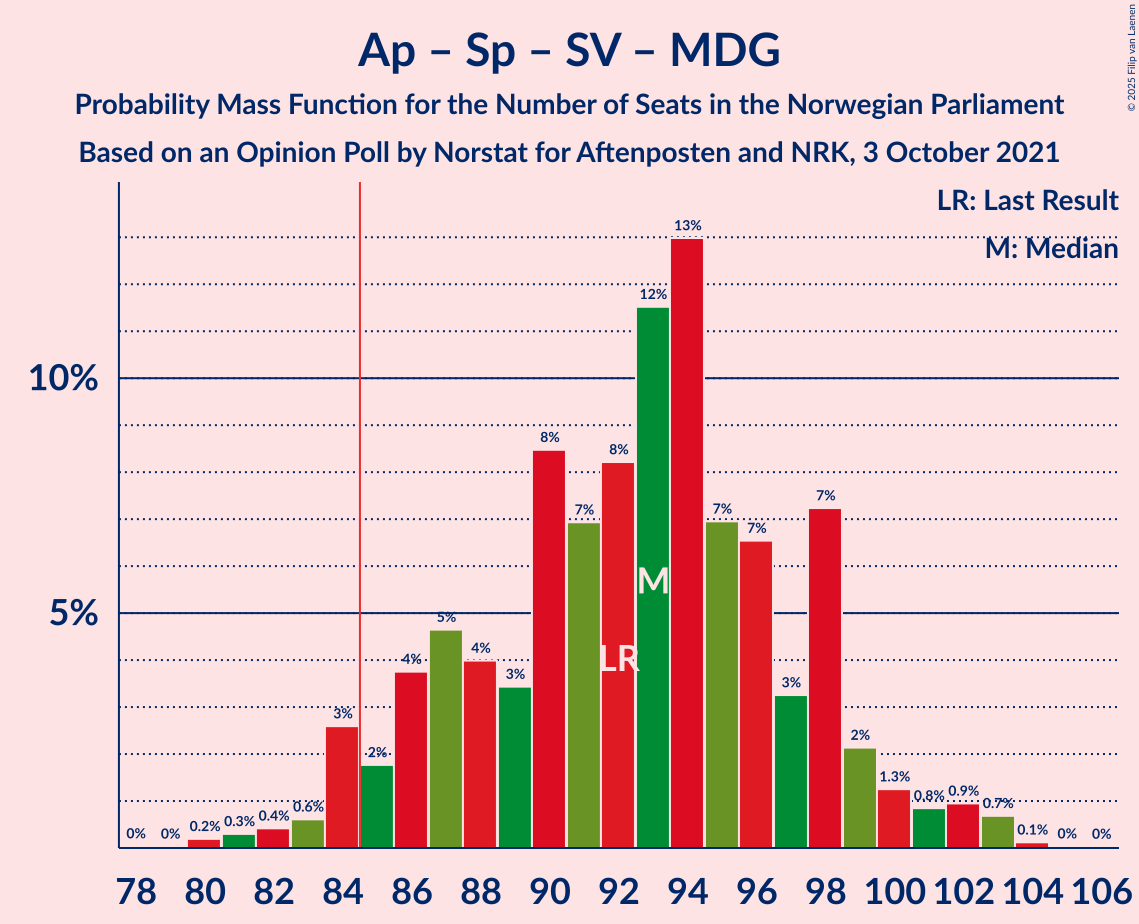 Ap – Sp – SV – MDG
Probability Mass Function for the Number of Seats in the Norwegian Parliament
Based on an Opinion Poll by Norstat for Aftenposten and NRK, 3 October 2021
© 2025 Filip van Laenen
LR: Last Result
M: Median
10%
5%
0% 0% 0.2% 0.3% 0.4% 0.6% 3% 2% 4% 5% 4% 3% 8% 7% 8% 12% 13% 7% 7% 3% 7% 2% 1.3% 0.8% 0.9% 0.7% 0.1% 0% 0%
M
LR
78 80 82 84 86 88 90 92 94 96 98 100 102 104 106